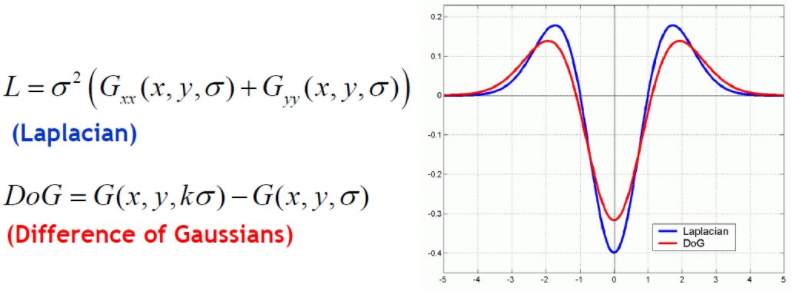 L = σ² (Gₓₓ(x, y, σ) + Gᵧᵧ(x, y, σ))
(Laplacian)
DoG = G(x, y, kσ) − G(x, y, σ)
(Difference of Gaussians)
0.2
0.1
0
-0.1
-0.2
-0.3
-0.4
-5 -4 -3 -2 -1 0 1 2 3 4 5
Laplacian
DoG